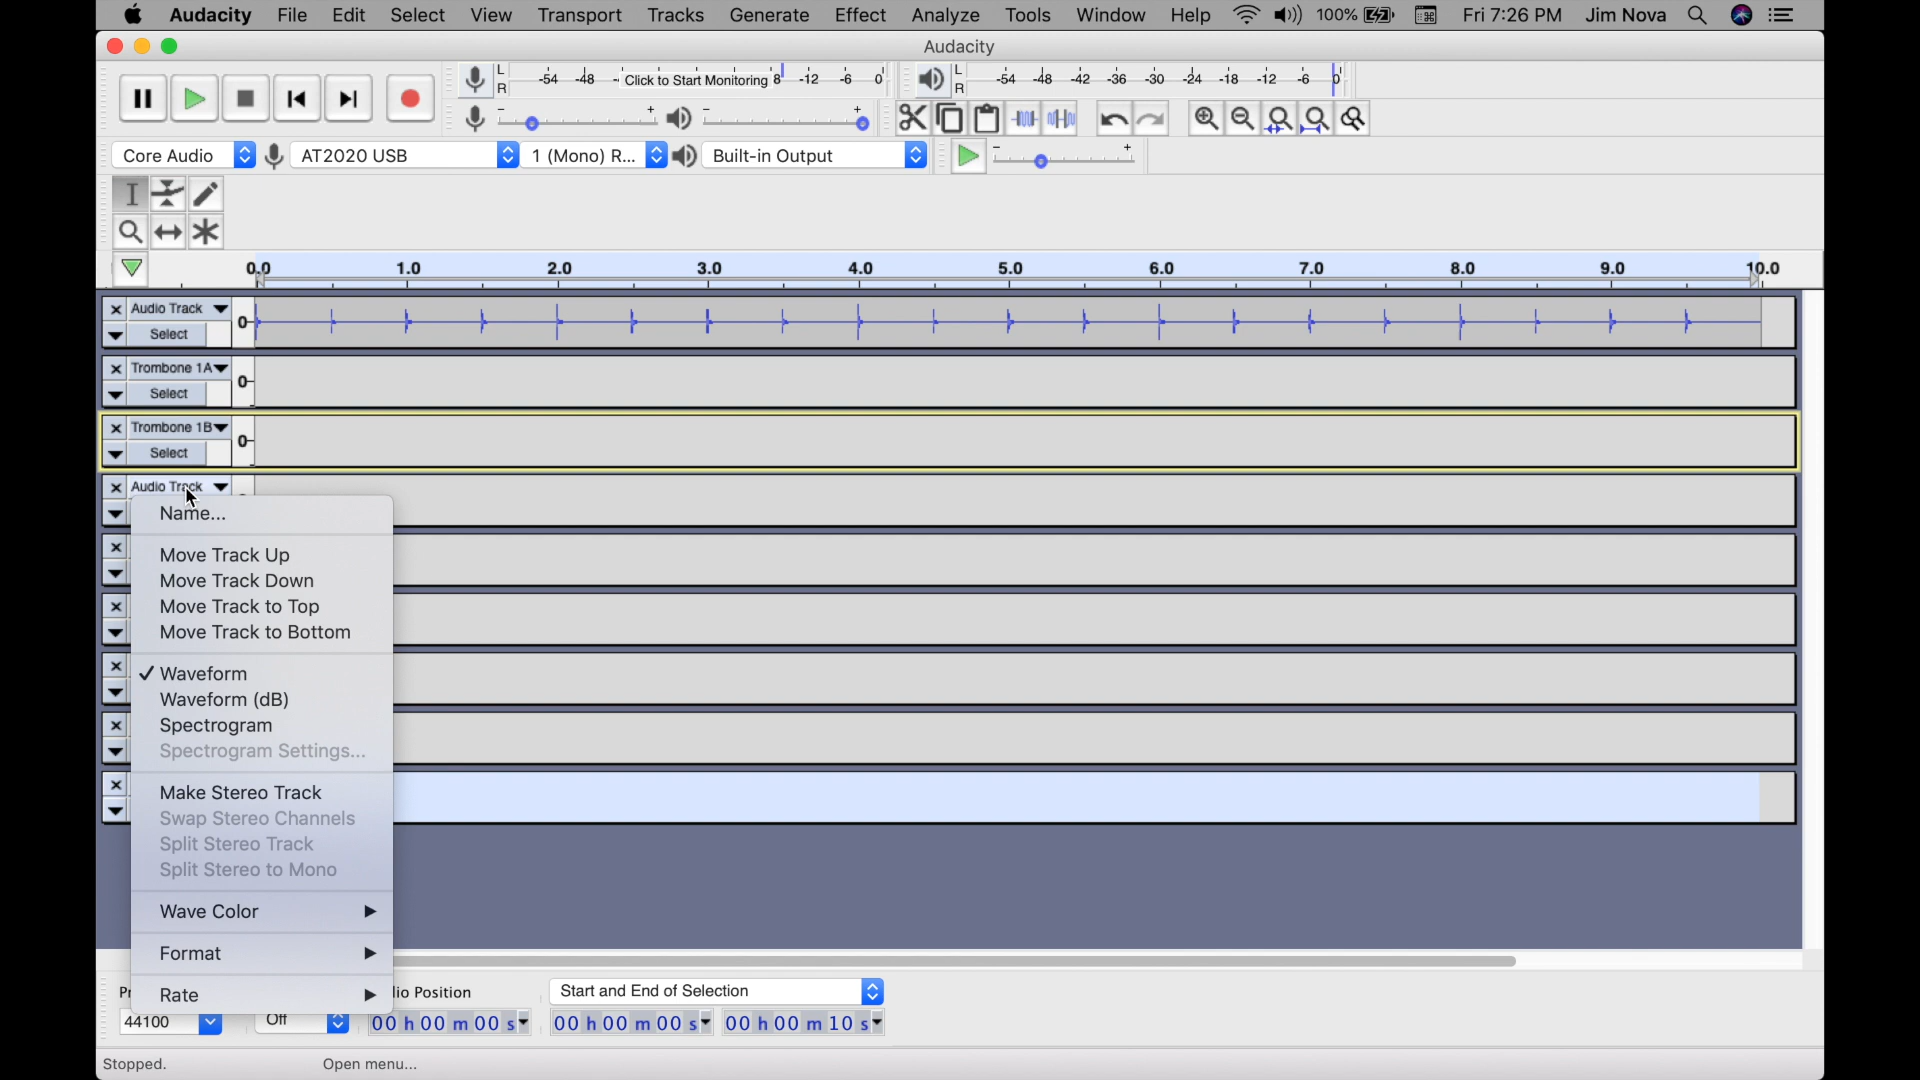 Audacity File Edit Select View Transport Tracks Generate Effect Analyze Tools Window Help 100% Fri 7:26 PM Jim Nova
Audacity
L R -54 -48 Click to Start Monitoring 8 -12 -6 0
L R -54 -48 -42 -36 -30 -24 -18 -12 -6 0
- + - +
Core Audio AT2020 USB 1 (Mono) R... Built-in Output - +
0.0 1.0 2.0 3.0 4.0 5.0 6.0 7.0 8.0 9.0 10.0
Audio Track
Select 0
Trombone 1A
Select 0
Trombone 1B
Select 0
Audio Track
Name...
Move Track Up
Move Track Down
Move Track to Top
Move Track to Bottom
Waveform
Waveform (dB)
Spectrogram
Spectrogram Settings...
Make Stereo Track
Swap Stereo Channels
Split Stereo Track
Split Stereo to Mono
Wave Color
Format
Rate
Pr dio Position Start and End of Selection
44100 Off 00 h 00 m 00 s 00 h 00 m 00 s 00 h 00 m 10 s
Stopped. Open menu...